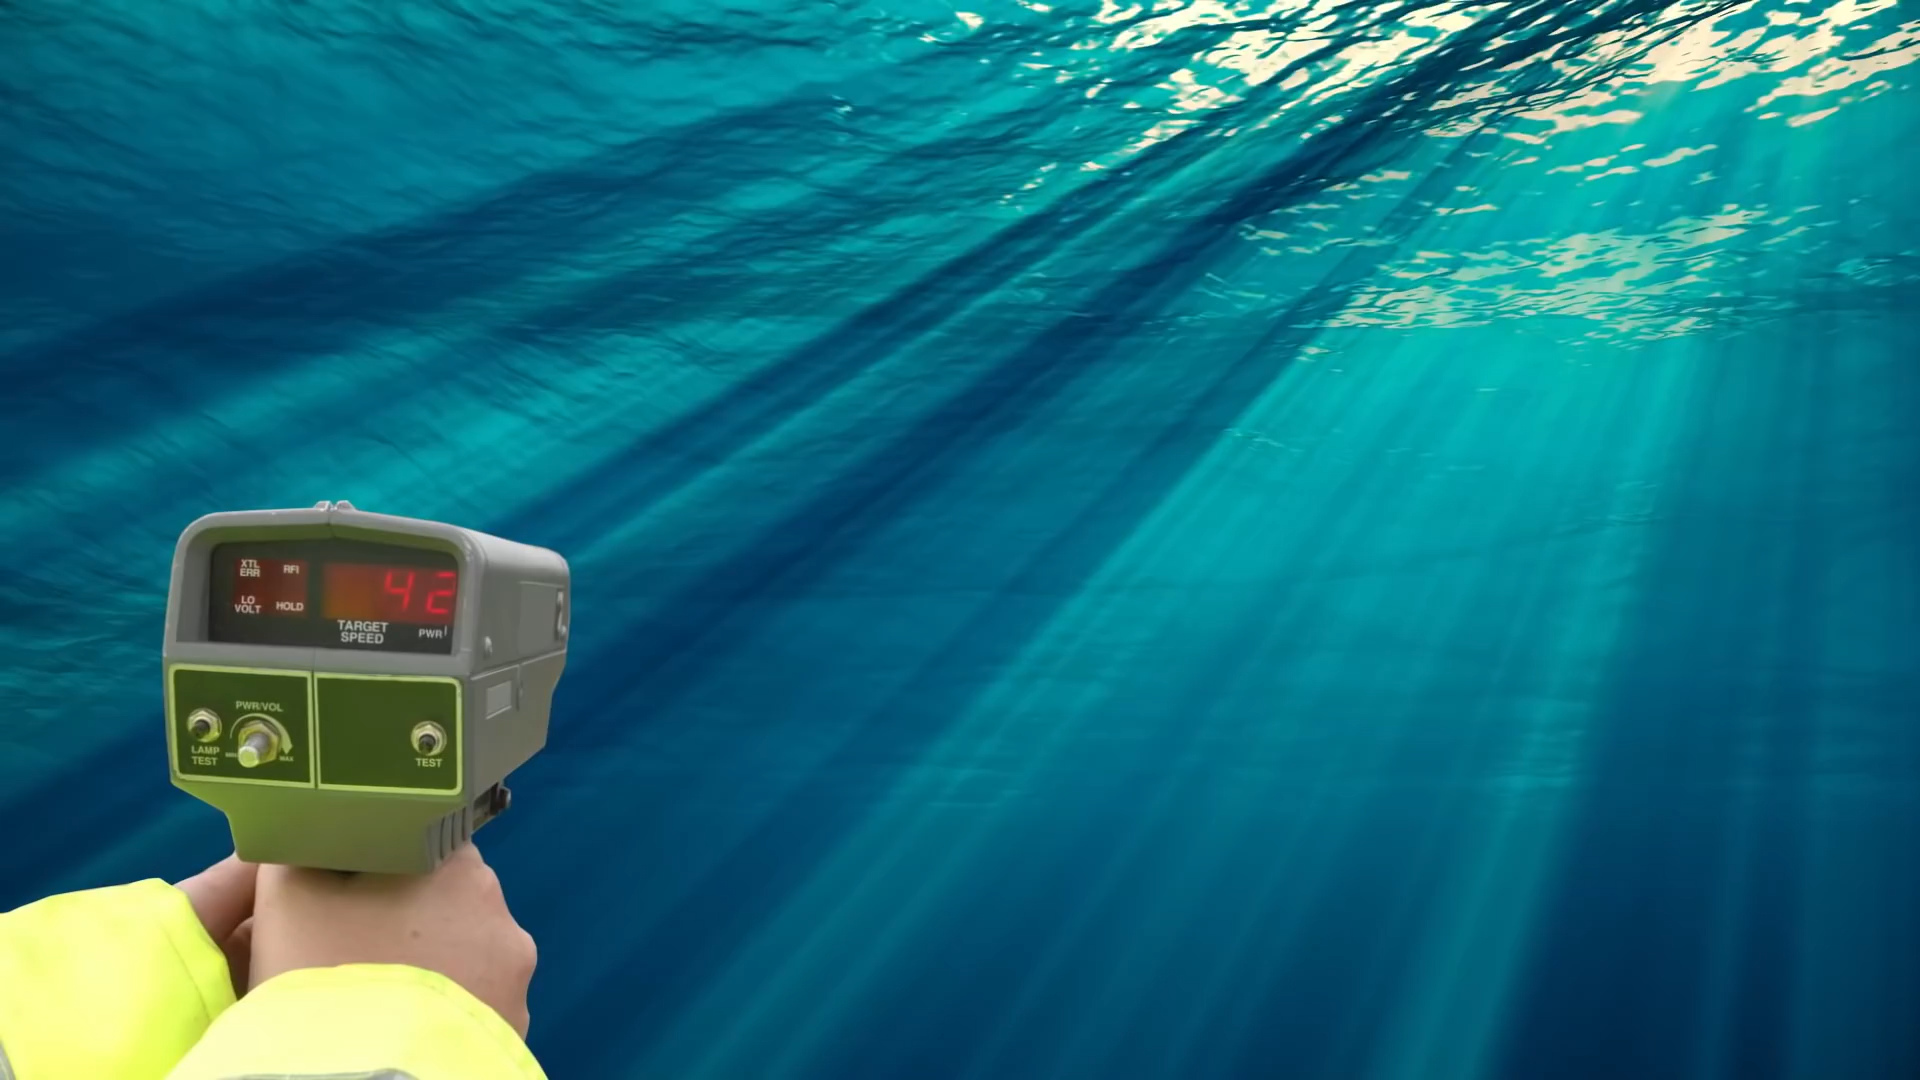 XTL
ERR
RFI
42
LO
VOLT
HOLD
TARGET
SPEED
PWR
PWR/VOL
LAMP
TEST
MAX
TEST